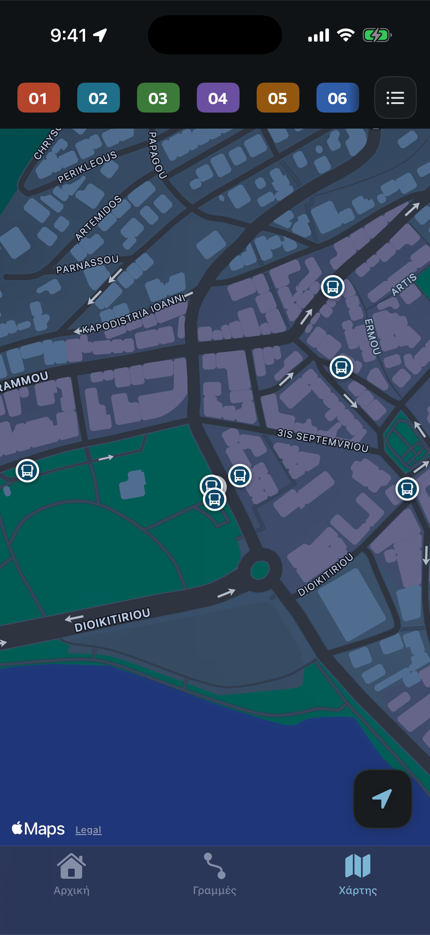 9:41
01 02 03 04 05 06
CHRYSO
PAPAGOU
PERIKLEOUS
ARTEMIDOS
PARNASSOU
ARTIS
KAPODISTRIA IOANNI
ERMOU
RAMMOU
3IS SEPTEMVRIOU
DIOIKITIRIOU
DIOIKITIRIOU
Maps Legal
Αρχική Γραμμές Χάρτης